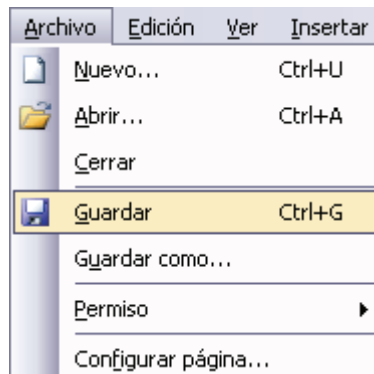 Archivo Edición Ver Insertar
Nuevo... Ctrl+U
Abrir... Ctrl+A
Cerrar
Guardar Ctrl+G
Guardar como...
Permiso
Configurar página...